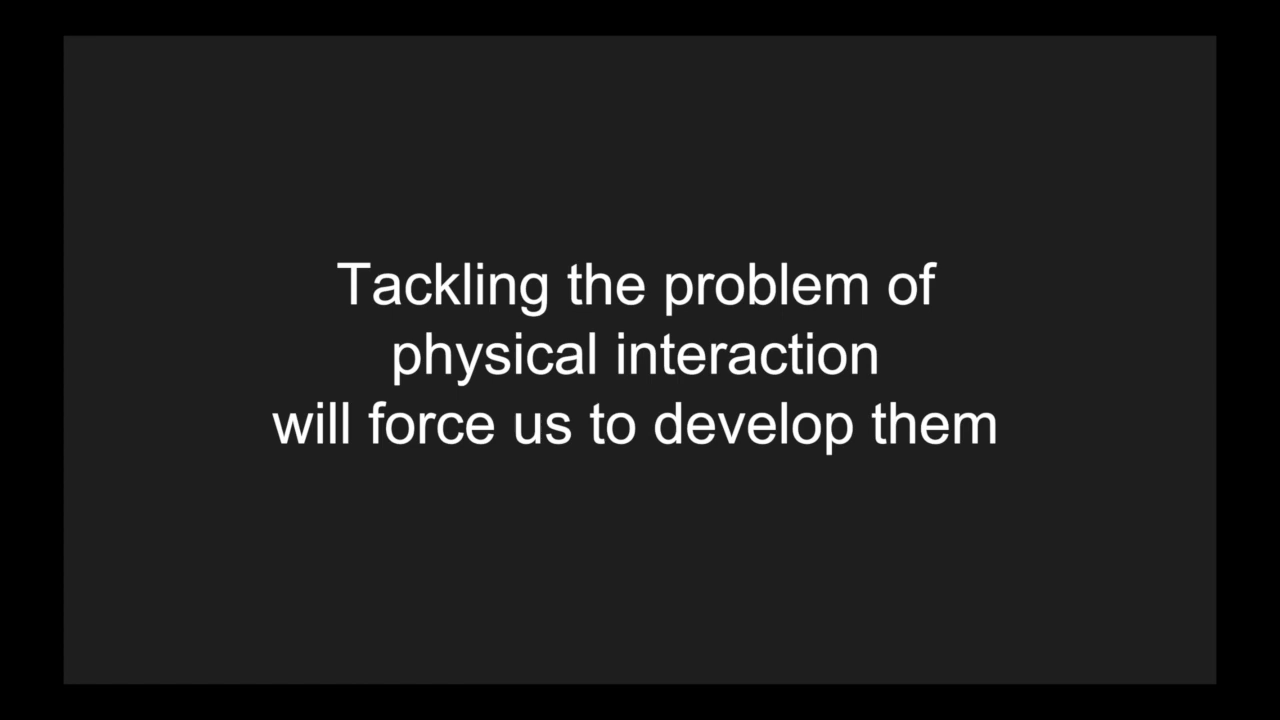 Tackling the problem of
physical interaction
will force us to develop them